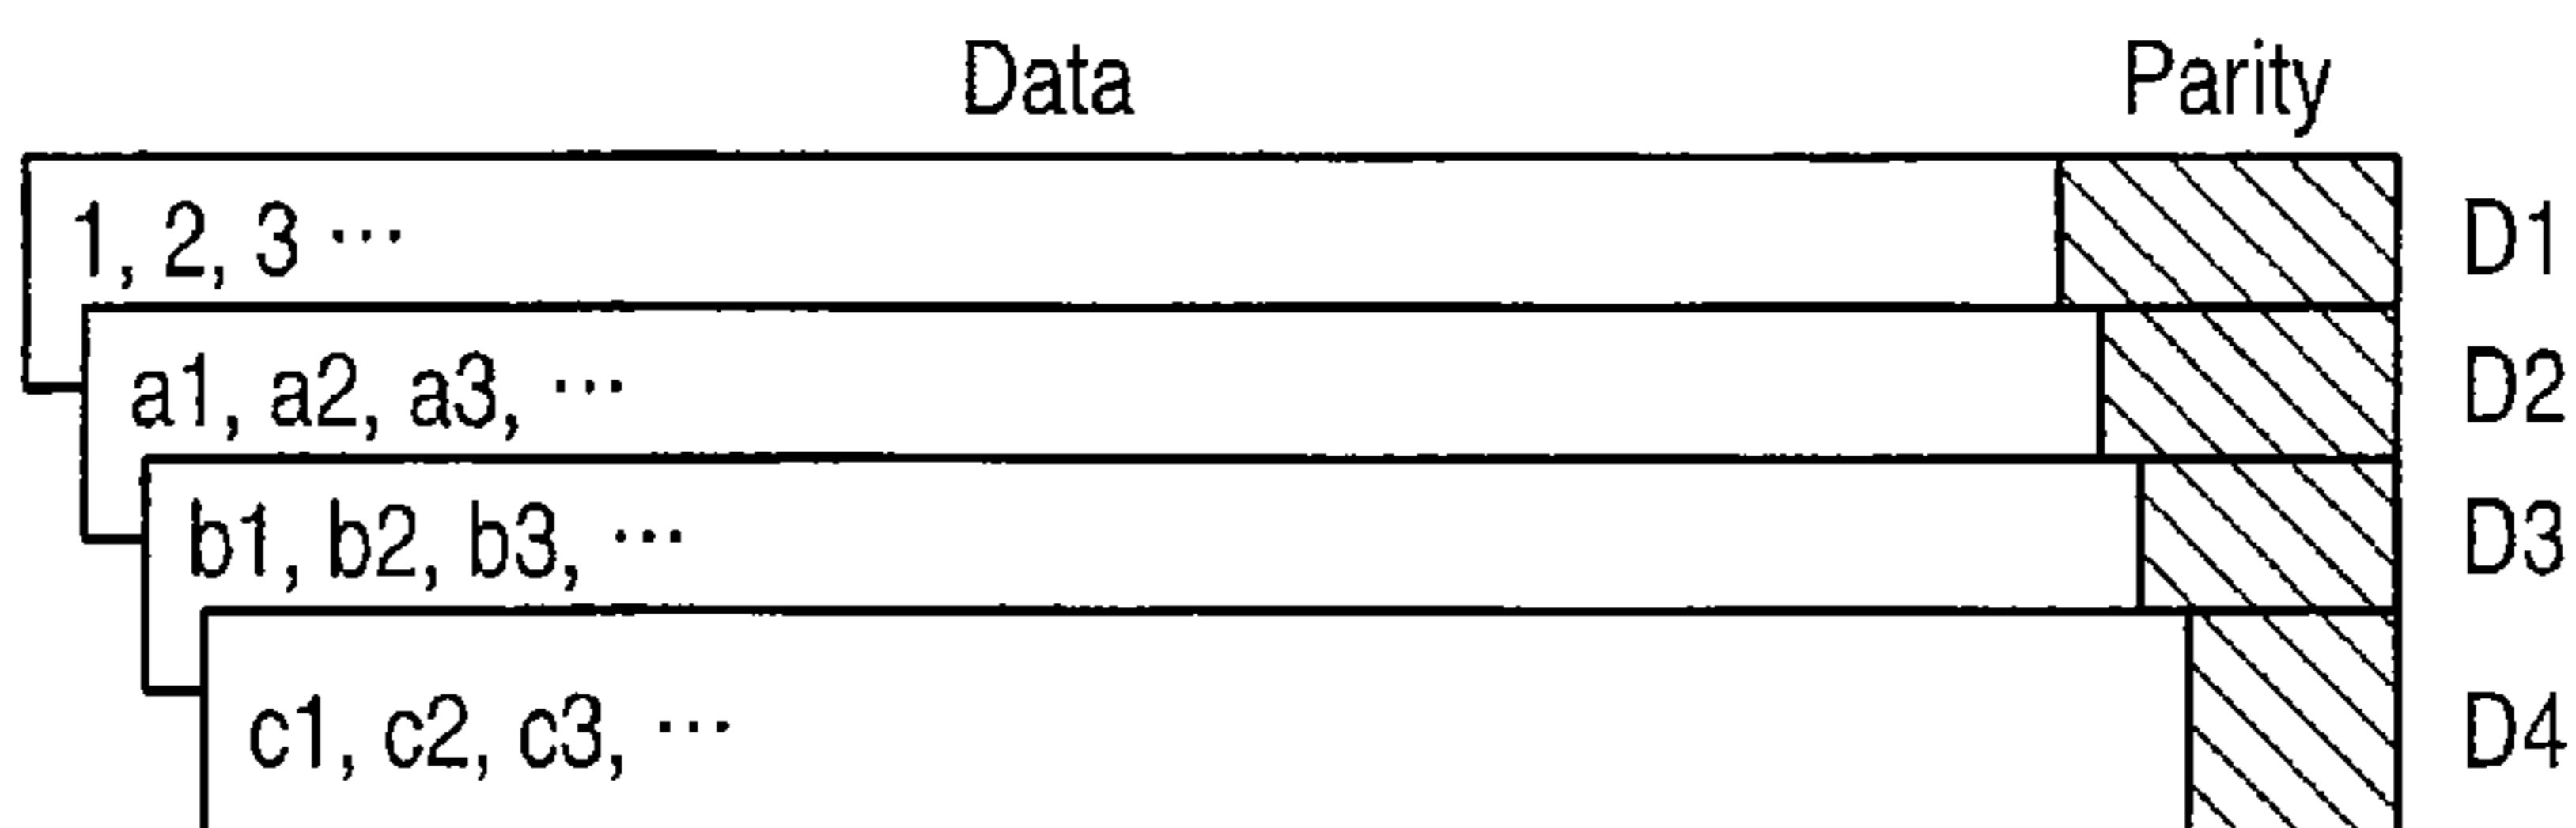 Data Parity
1, 2, 3 ··· D1
a1, a2, a3, ··· D2
b1, b2, b3, ··· D3
c1, c2, c3, ··· D4